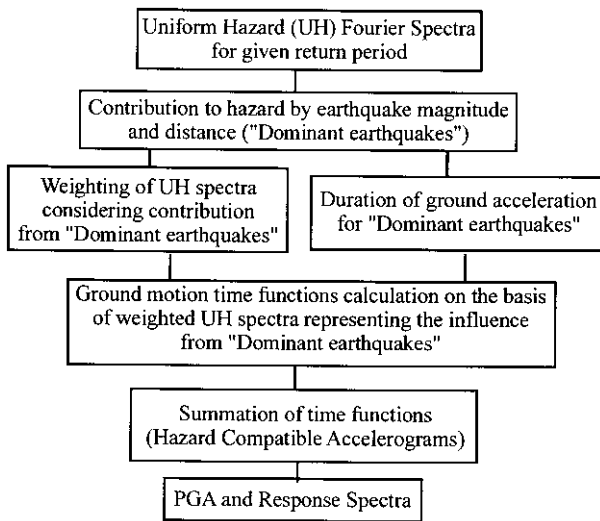 Uniform Hazard (UH) Fourier Spectra
for given return period
Contribution to hazard by earthquake magnitude
and distance ("Dominant earthquakes")
Weighting of UH spectra
considering contribution
from "Dominant earthquakes"
Duration of ground acceleration
for "Dominant earthquakes"
Ground motion time functions calculation on the basis
of weighted UH spectra representing the influence
from "Dominant earthquakes"
Summation of time functions
(Hazard Compatible Accelerograms)
PGA and Response Spectra